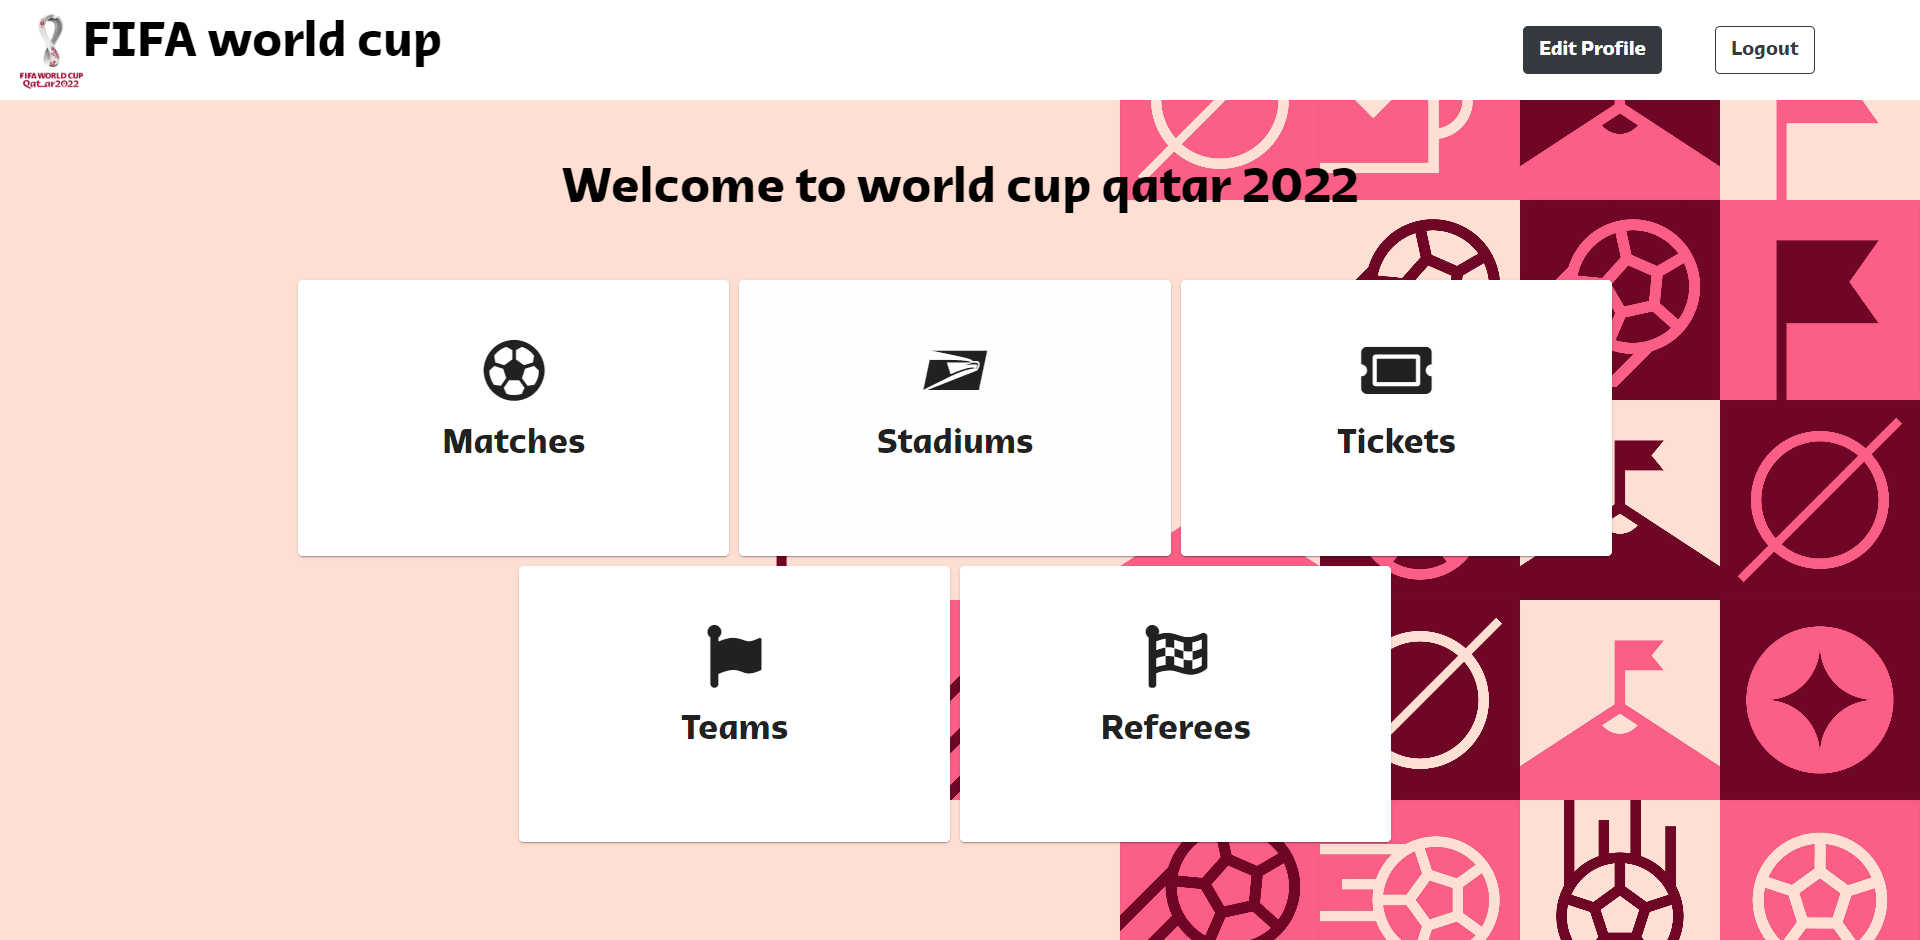 FIFA world cup
FIFA WORLD CUP
Qatar2022
Edit Profile
Logout
Welcome to world cup qatar 2022
Matches
Stadiums
Tickets
Teams
Referees